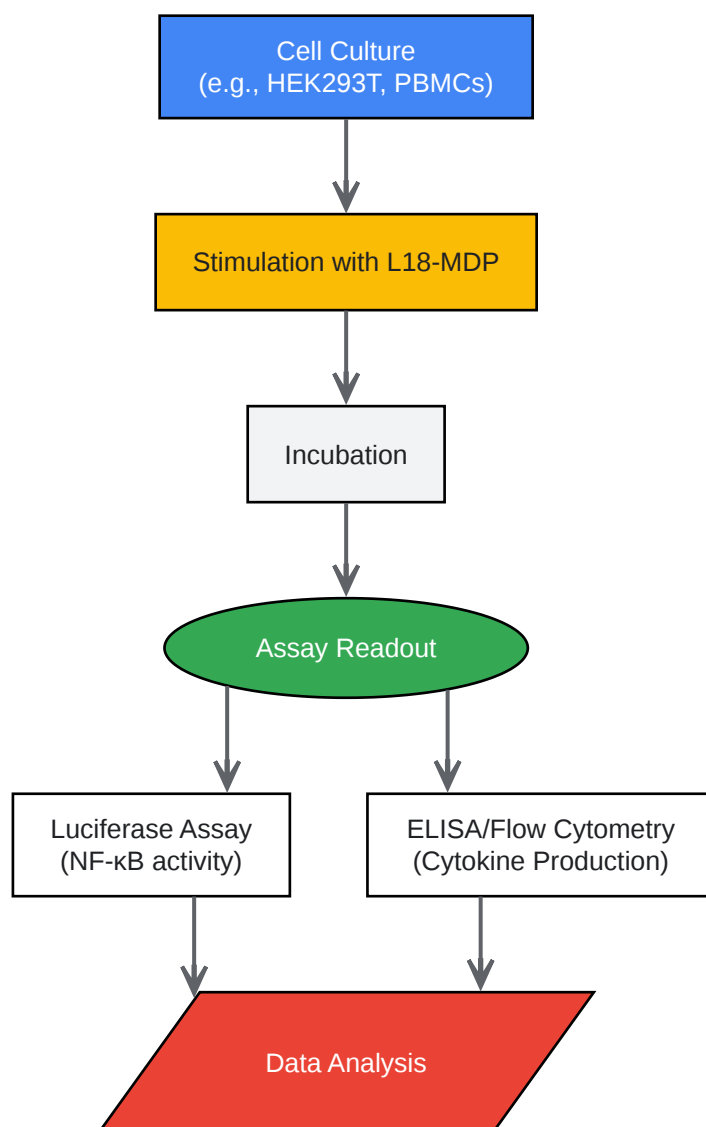 Cell Culture
(e.g., HEK293T, PBMCs)
Stimulation with L18-MDP
Incubation
Assay Readout
Luciferase Assay
(NF-κB activity)
ELISA/Flow Cytometry
(Cytokine Production)
Data Analysis